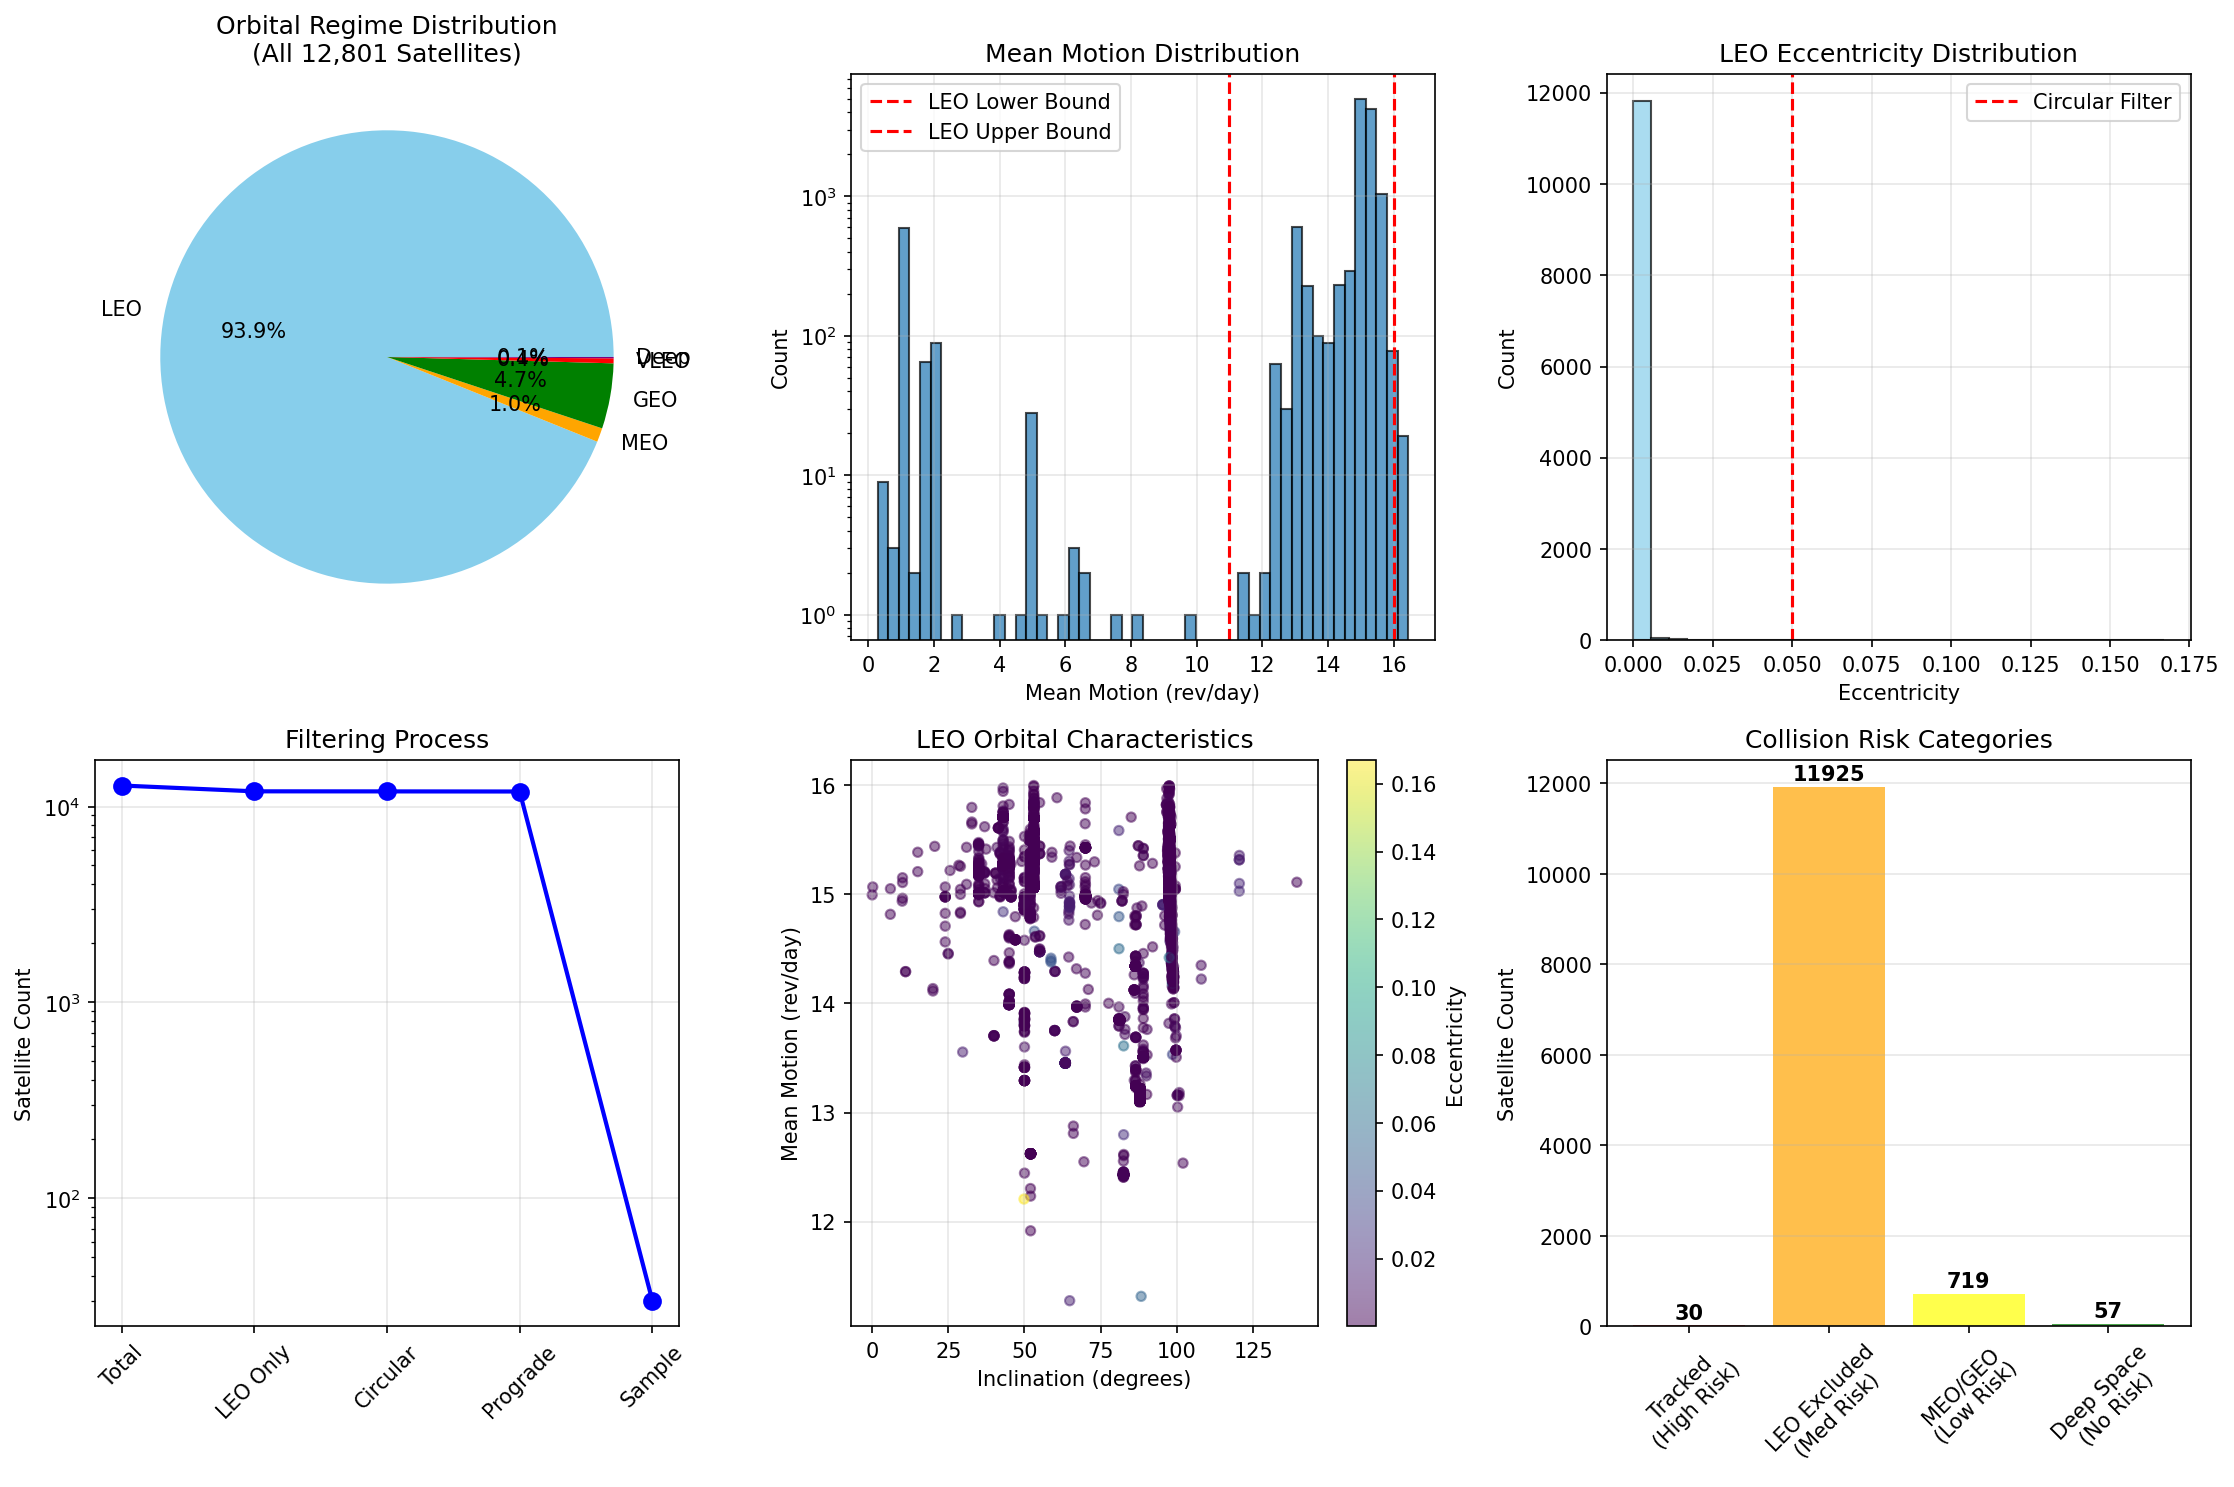 Orbital Regime Distribution
(All 12,801 Satellites)
LEO
93.9%
0.1%
0.4%
4.7%
1.0%
Deep
VLEO
GEO
MEO
Mean Motion Distribution
LEO Lower Bound
LEO Upper Bound
Count
10³
10²
10¹
10⁰
0 2 4 6 8 10 12 14 16
Mean Motion (rev/day)
LEO Eccentricity Distribution
Circular Filter
Count
12000
10000
8000
6000
4000
2000
0
0.000 0.025 0.050 0.075 0.100 0.125 0.150 0.175
Eccentricity
Filtering Process
Satellite Count
10⁴
10³
10²
Total
LEO Only
Circular
Prograde
Sample
LEO Orbital Characteristics
Mean Motion (rev/day)
16
15
14
13
12
0 25 50 75 100 125
Inclination (degrees)
0.16
0.14
0.12
0.10
0.08
0.06
0.04
0.02
Eccentricity
Collision Risk Categories
Satellite Count
12000
10000
8000
6000
4000
2000
0
30
11925
719
57
Tracked
(High Risk)
LEO Excluded
(Med Risk)
MEO/GEO
(Low Risk)
Deep Space
(No Risk)